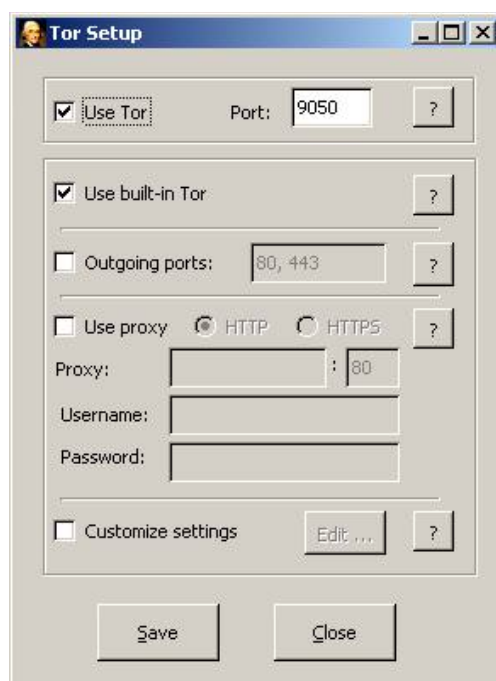 Tor Setup
Use Tor Port: 9050 ?
Use built-in Tor ?
Outgoing ports: 80, 443 ?
Use proxy HTTP HTTPS ?
Proxy: : 80
Username:
Password:
Customize settings Edit ... ?
Save Close